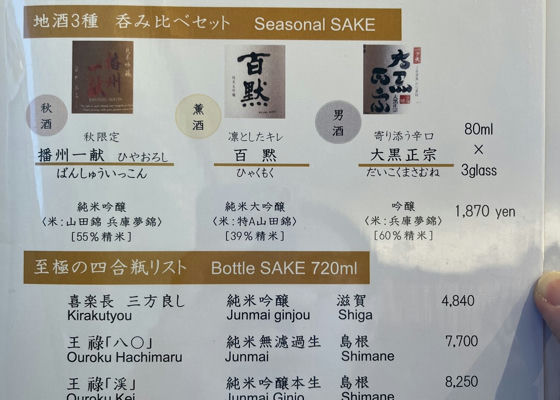 地酒3種 呑み比べセット Seasonal SAKE
百黙
秋酒
薫酒
男酒
秋限定
凛としたキレ
寄り添う辛口
播州一献 ひやおろし
百黙
大黒正宗
80ml
×
3glass
ばんしゅういっこん
ひゃくもく
だいこくまさむね
純米吟醸
純米大吟醸
吟醸
1,870 yen
〈米:山田錦 兵庫夢錦〉
〈米:特A山田錦〉
〈米:兵庫夢錦〉
[55%精米]
[39%精米]
[60%精米]
至極の四合瓶リスト Bottle SAKE 720ml
喜楽長 三方良し 純米吟醸 滋賀 4,840
Kirakutyou Junmai ginjou Shiga
王祿「八〇」 純米無濾過生 島根 7,700
Ouroku Hachimaru Junmai Shimane
王祿「渓」 純米吟醸本生 島根 8,250
Ouroku Kei Junmai Ginjo Shimane